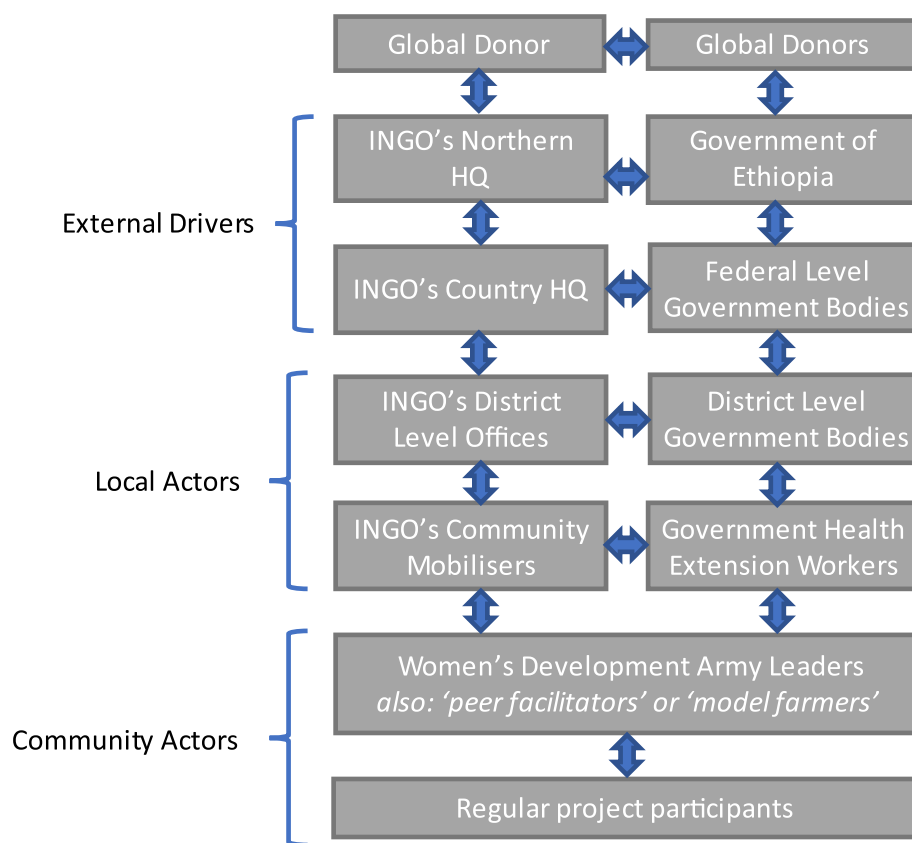 Global Donor
Global Donors
INGO’s Northern
HQ
Government of
Ethiopia
External Drivers
INGO’s Country HQ
Federal Level
Government Bodies
INGO’s District
Level Offices
District Level
Government Bodies
Local Actors
INGO’s Community
Mobilisers
Government Health
Extension Workers
Women’s Development Army Leaders
also: ‘peer facilitators’ or ‘model farmers’
Community Actors
Regular project participants